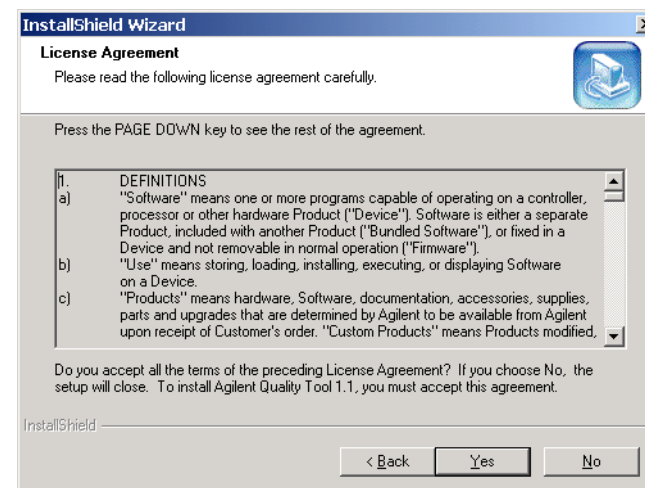 InstallShield Wizard
License Agreement
Please read the following license agreement carefully.
Press the PAGE DOWN key to see the rest of the agreement.
1. DEFINITIONS
a) "Software" means one or more programs capable of operating on a controller,
processor or other hardware Product ("Device"). Software is either a separate
Product, included with another Product ("Bundled Software"), or fixed in a
Device and not removable in normal operation ("Firmware").
b) "Use" means storing, loading, installing, executing, or displaying Software
on a Device.
c) "Products" means hardware, Software, documentation, accessories, supplies,
parts and upgrades that are determined by Agilent to be available from Agilent
upon receipt of Customer's order. "Custom Products" means Products modified,
Do you accept all the terms of the preceding License Agreement? If you choose No, the
setup will close. To install Agilent Quality Tool 1.1, you must accept this agreement.
InstallShield
< Back Yes No